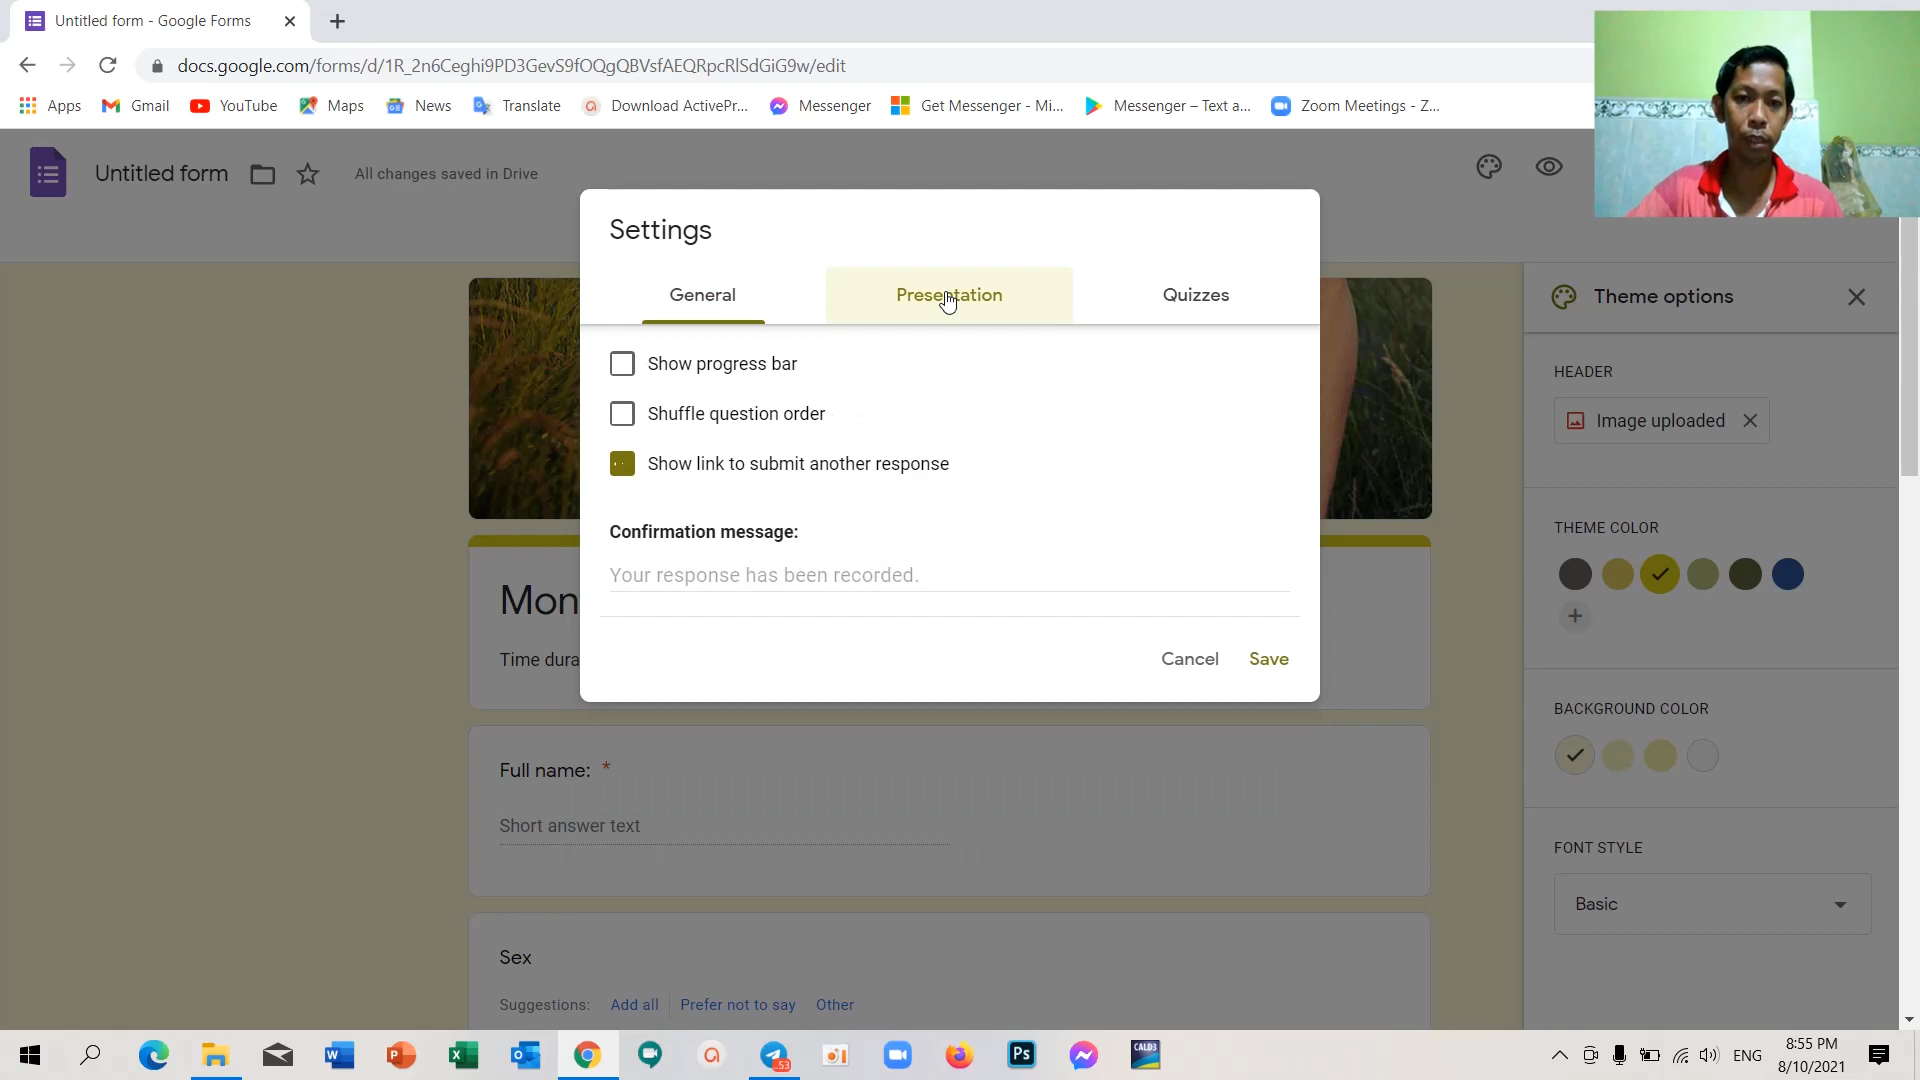 Untitled form - Google Forms
docs.google.com/forms/d/1R_2n6Ceghi9PD3GevS9fOQgQBVsfAEQRpcRlSdGiG9w/edit
Apps Gmail YouTube Maps News Translate Download ActivePr... Messenger Get Messenger - Mi... Messenger – Text a... Zoom Meetings - Z...
Untitled form All changes saved in Drive
Settings
General Presentation Quizzes
Show progress bar
Shuffle question order
Show link to submit another response
Confirmation message:
Your response has been recorded.
Cancel Save
Mon
Time dura
Full name: *
Short answer text
Sex
Suggestions: Add all Prefer not to say Other
Theme options
HEADER
Image uploaded
THEME COLOR
BACKGROUND COLOR
FONT STYLE
Basic
53
Ps
CALD3
ENG
8:55 PM
8/10/2021